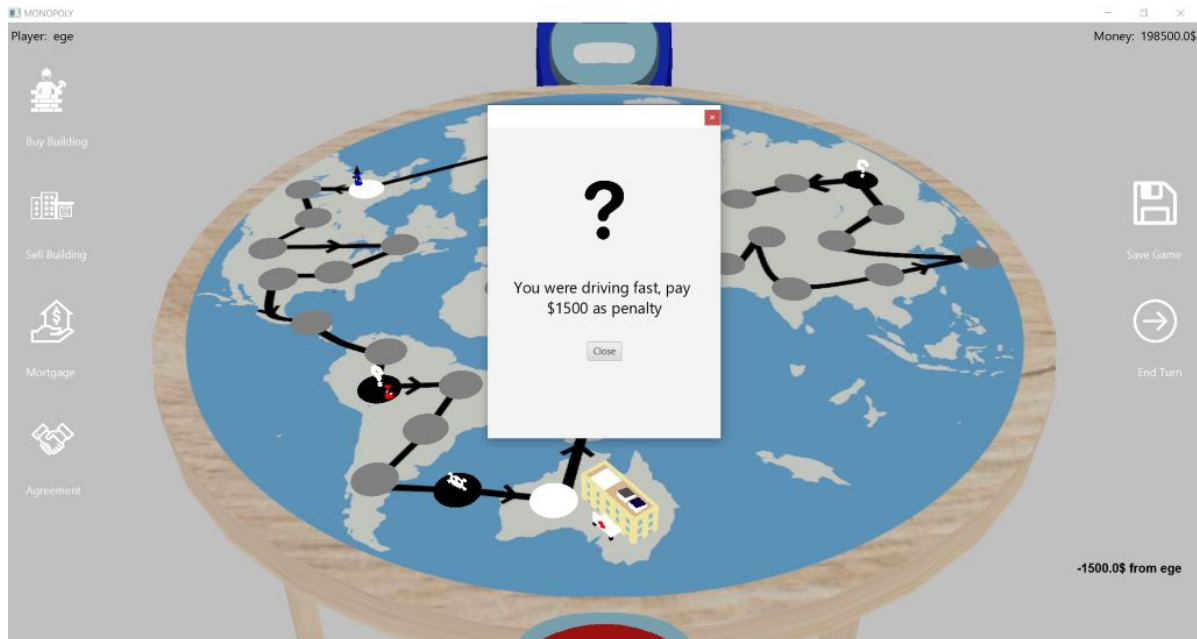 MONOPOLY
Player: ege
Money: 198500.0$
Buy Building
Sell Building
Mortgage
Agreement
?
You were driving fast, pay
$1500 as penalty
Close
?
?
Save Game
End Turn
-1500.0$ from ege